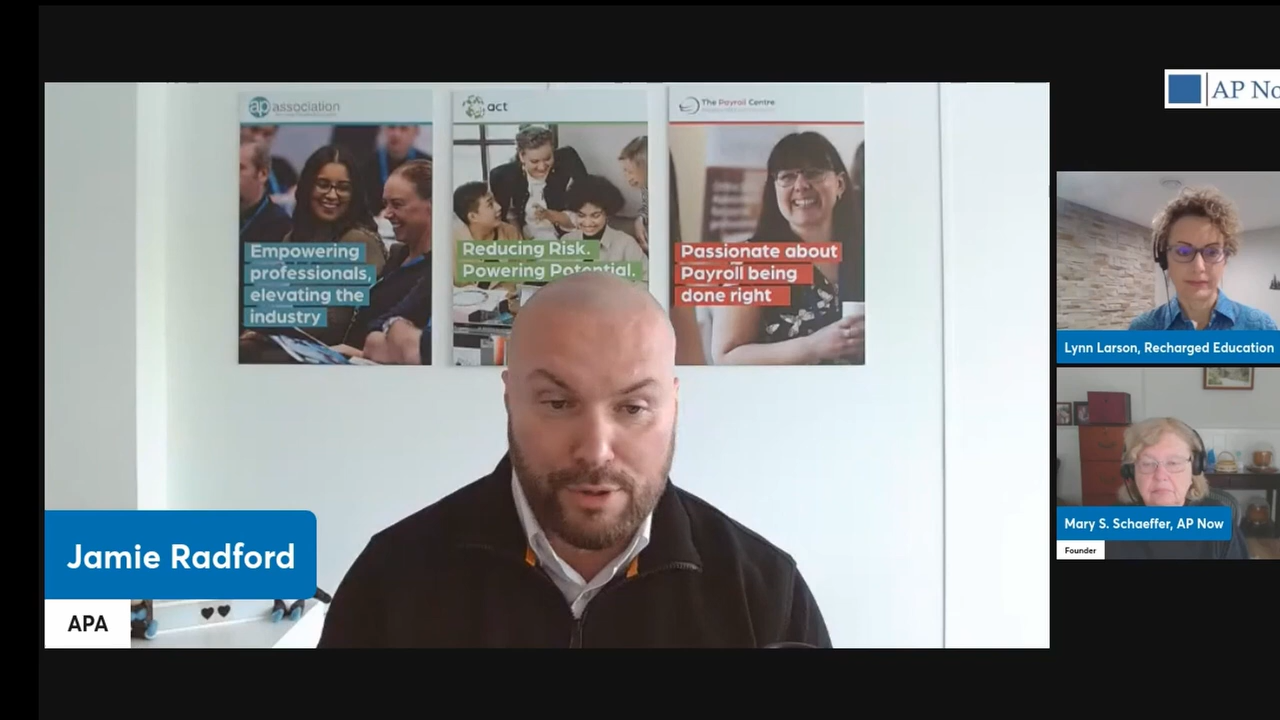 ap association
Empowering
professionals,
elevating the
industry
act
Reducing Risk.
Powering Potential.
The Payroll Centre
Passionate about
Payroll being
done right
AP No
Lynn Larson, Recharged Education
Mary S. Schaeffer, AP Now
Founder
Jamie Radford
APA